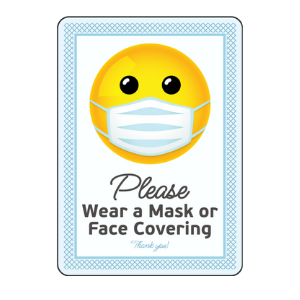 Please
Wear a Mask or
Face Covering
Thank you!